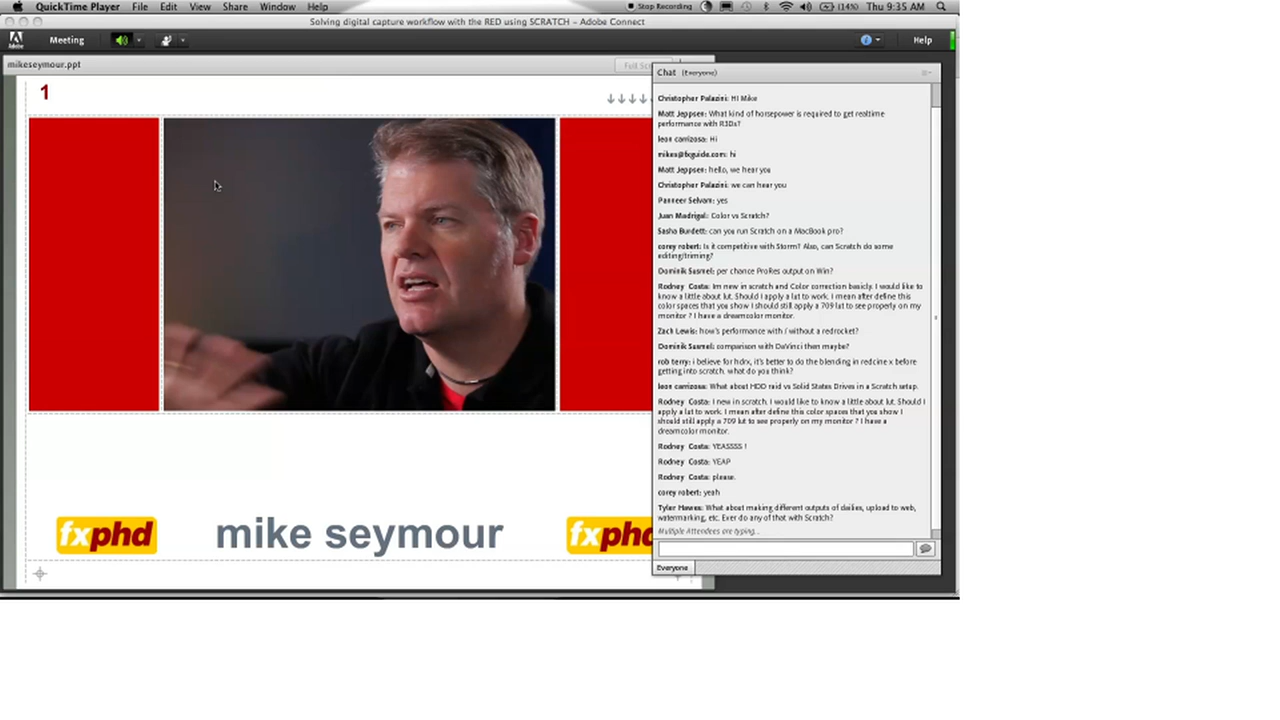 QuickTime Player File Edit View Share Window Help Stop Recording (14%) Thu 9:35 AM
Solving digital capture workflow with the RED using SCRATCH – Adobe Connect
Adobe Meeting Help
mikeseymour.ppt
Chat (Everyone)
1
Christopher Palazini: HI Mike
Matt Jeppsen: What kind of horsepower is required to get realtime
performance with R3Ds?
leon carrizosa: Hi
mikes@fxguide.com: hi
Matt Jeppsen: hello, we hear you
Christopher Palazini: we can hear you
Panneer Selvam: yes
Juan Madrigal: Color vs Scratch?
Sasha Burdett: can you run Scratch on a MacBook pro?
corey robert: Is it competitive with Storm? Also, can Scratch do some
editing/triming?
Dominik Susmel: per chance ProRes output on Win?
Rodney Costa: Im new in scratch and Color correction basicly. I would like to
know a little about lut. Should I apply a lut to work. I mean after define this
color spaces that you show I should still apply a 709 lut to see properly on my
monitor ? I have a dreamcolor monitor.
Zach Lewis: how's performance with / without a redrocket?
Dominik Susmel: comparison with DaVinci then maybe?
rob terry: i believe for hdrx, it's better to do the blending in redcine x before
getting into scratch. what do you think?
leon carrizosa: What about HDD raid vs Solid States Drives in a Scratch setup.
Rodney Costa: I new in scratch. I would like to know a little about lut. Should I
apply a lut to work. I mean after define this color spaces that you show I
should still apply a 709 lut to see properly on my monitor ? I have a
dreamcolor monitor.
Rodney Costa: YEASSSS !
Rodney Costa: YEAP
Rodney Costa: please.
corey robert: yeah
Tyler Hawes: What about making different outputs of dailies, upload to web,
watermarking, etc. Ever do any of that with Scratch?
Multiple Attendees are typing...
fxphd mike seymour fxphd
Everyone